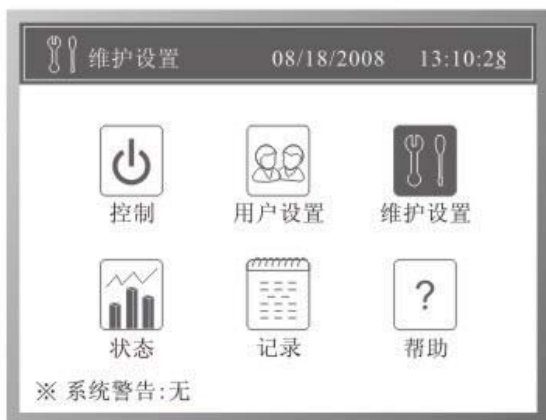 维护设置 08/18/2008 13:10:28
控制 用户设置 维护设置
?
状态 记录 帮助
※ 系统警告:无